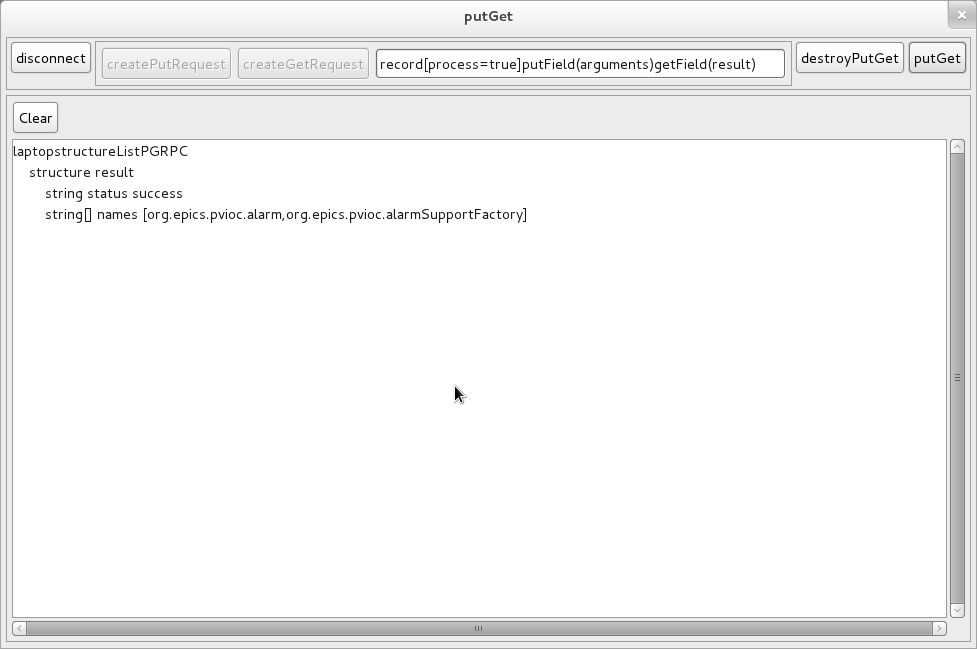 putGet
disconnect createPutRequest createGetRequest record[process=true]putField(arguments)getField(result) destroyPutGet putGet
Clear
laptopstructureListPGRPC
structure result
string status success
string[] names [org.epics.pvioc.alarm,org.epics.pvioc.alarmSupportFactory]